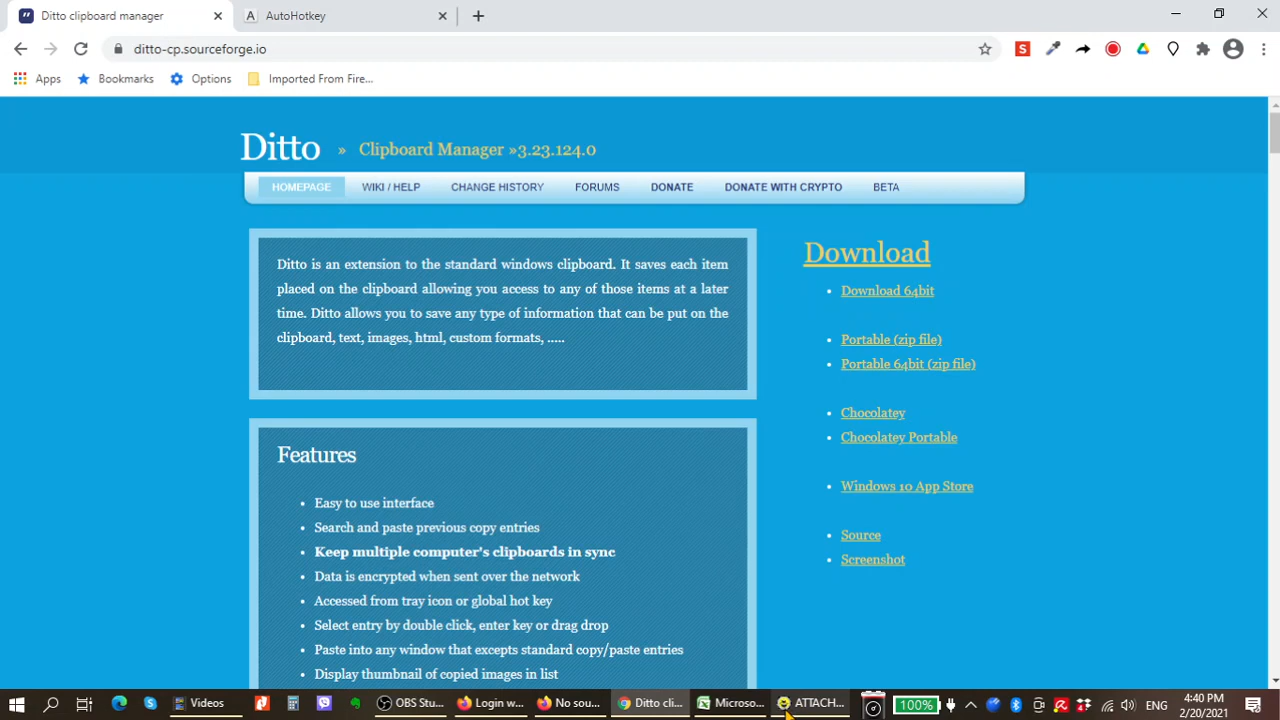 Ditto clipboard manager
A AutoHotkey
ditto-cp.sourceforge.io
S
Apps Bookmarks Options Imported From Fire...
Ditto » Clipboard Manager »3.23.124.0
HOMEPAGE WIKI / HELP CHANGE HISTORY FORUMS DONATE DONATE WITH CRYPTO BETA
Ditto is an extension to the standard windows clipboard. It saves each item
placed on the clipboard allowing you access to any of those items at a later
time. Ditto allows you to save any type of information that can be put on the
clipboard, text, images, html, custom formats, .....
Download
Download 64bit
Portable (zip file)
Portable 64bit (zip file)
Chocolatey
Chocolatey Portable
Windows 10 App Store
Source
Screenshot
Features
Easy to use interface
Search and paste previous copy entries
Keep multiple computer's clipboards in sync
Data is encrypted when sent over the network
Accessed from tray icon or global hot key
Select entry by double click, enter key or drag drop
Paste into any window that excepts standard copy/paste entries
Display thumbnail of copied images in list
Videos OBS Stu... Login w... No sou... Ditto cli... Microso... ATTACH... 100% ENG 4:40 PM
2/20/2021